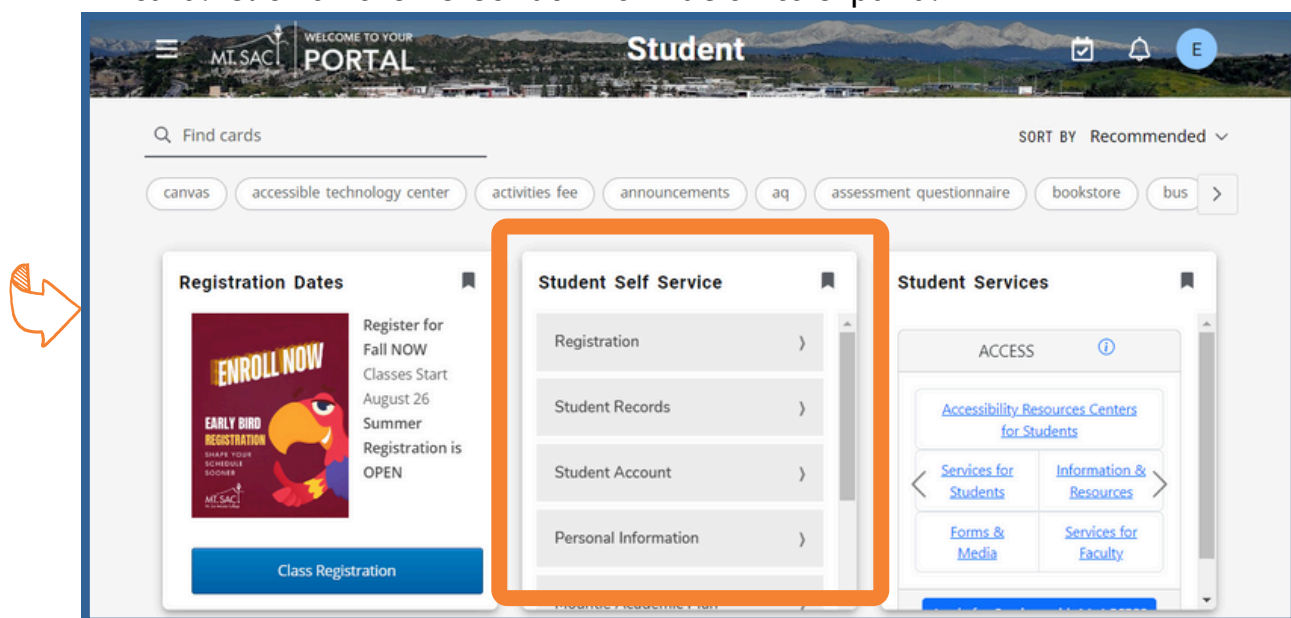 WELCOME TO YOUR
MT. SAC PORTAL
Student
E
Find cards
SORT BY Recommended
canvas accessible technology center activities fee announcements aq assessment questionnaire bookstore bus
Registration Dates
ENROLL NOW
EARLY BIRD
REGISTRATION
SHAPE YOUR
SCHEDULE
SOONER
MT. SAC
Register for
Fall NOW
Classes Start
August 26
Summer
Registration is
OPEN
Class Registration
Student Self Service
Registration
Student Records
Student Account
Personal Information
Student Services
ACCESS
Accessibility Resources Centers
for Students
Services for
Students
Information &
Resources
Forms &
Media
Services for
Faculty